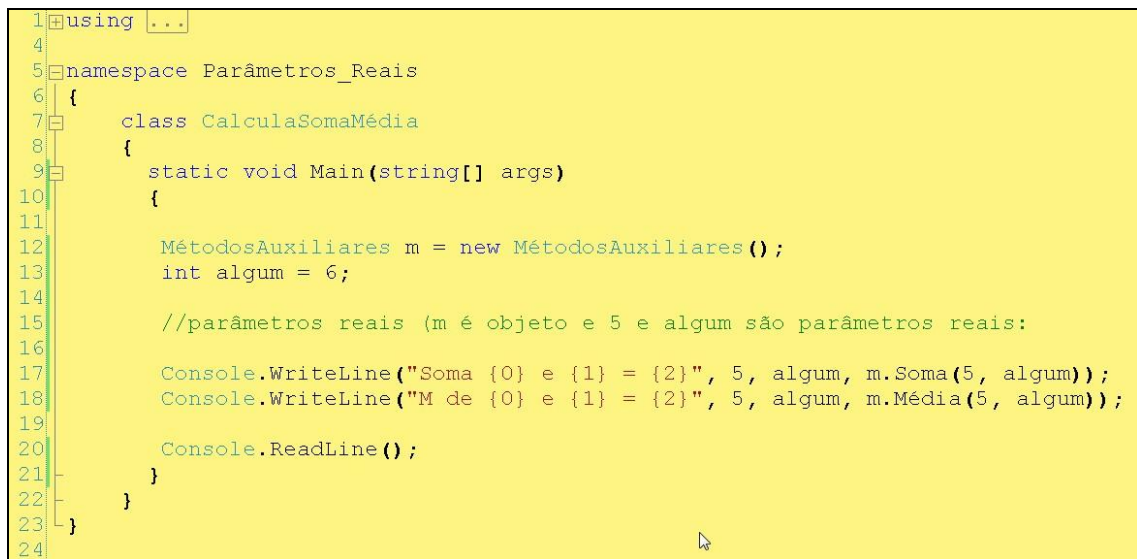 1 using ...
4
5 namespace Parâmetros_Reais
6 {
7 class CalculaSomaMédia
8 {
9 static void Main(string[] args)
10 {
11
12 MétodosAuxiliares m = new MétodosAuxiliares();
13 int algum = 6;
14
15 //parâmetros reais (m é objeto e 5 e algum são parâmetros reais:
16
17 Console.WriteLine("Soma {0} e {1} = {2}", 5, algum, m.Soma(5, algum));
18 Console.WriteLine("M de {0} e {1} = {2}", 5, algum, m.Média(5, algum));
19
20 Console.ReadLine();
21 }
22 }
23 }
24